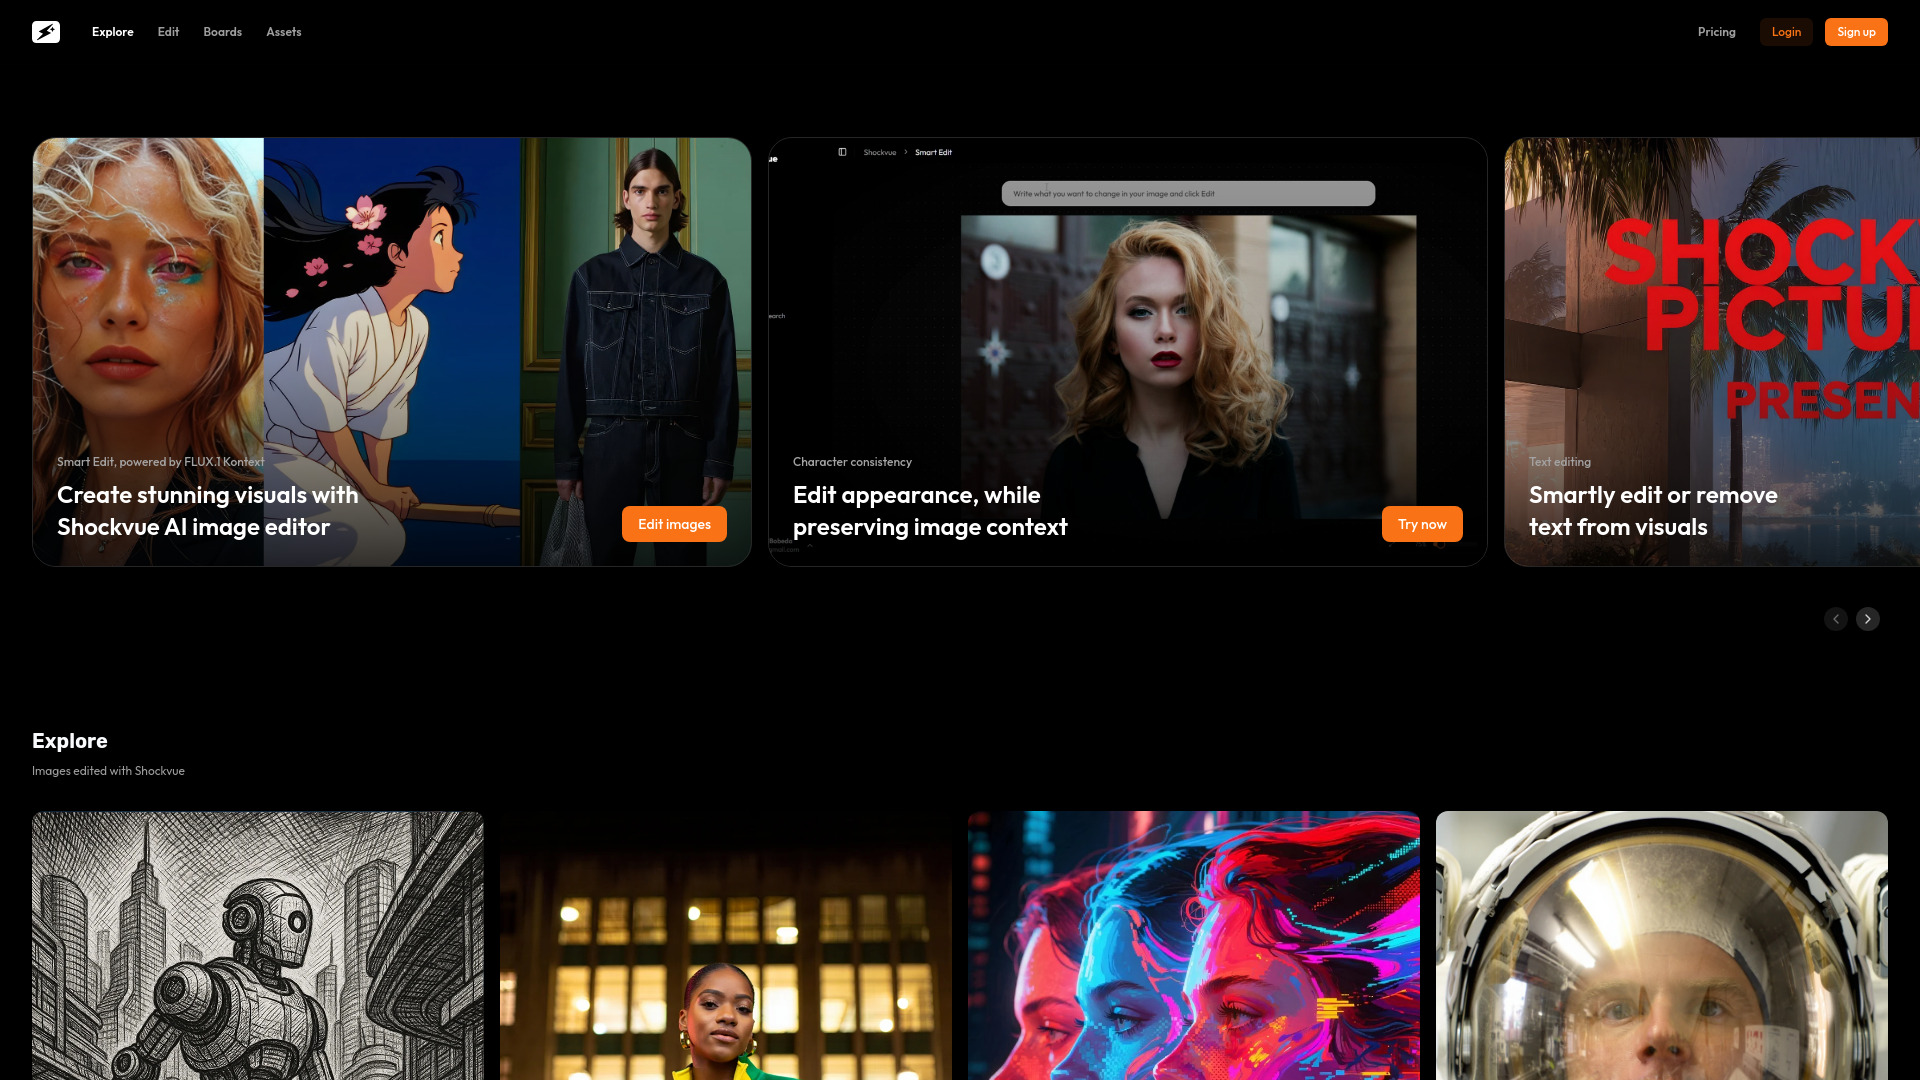 Explore
Edit
Boards
Assets
Pricing
Login
Sign up
Smart Edit, powered by FLUX.1 Kontext
Create stunning visuals with
Shockvue AI image editor
Edit images
Shockvue > Smart Edit
Write what you want to change in your image and click Edit
Character consistency
Edit appearance, while
preserving image context
Try now
SHOCK
PICTU
PRESEN
Text editing
Smartly edit or remove
text from visuals
Explore
Images edited with Shockvue